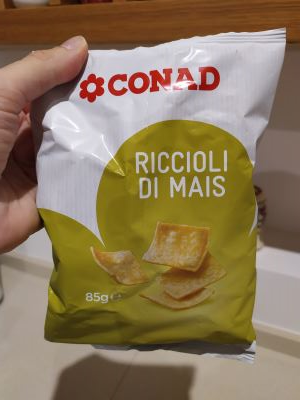 CONAD
RICCIOLI
DI MAIS
85g